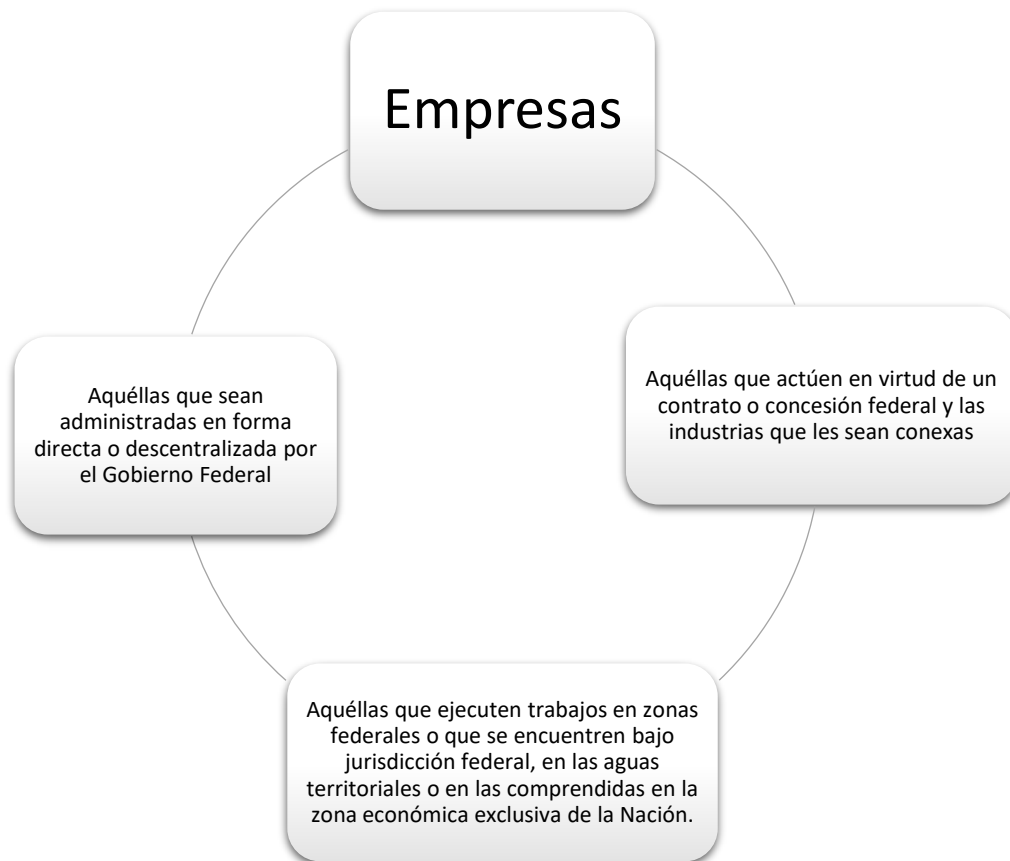 Empresas
Aquéllas que actúen en virtud de un
contrato o concesión federal y las
industrias que les sean conexas
Aquéllas que ejecuten trabajos en zonas
federales o que se encuentren bajo
jurisdicción federal, en las aguas
territoriales o en las comprendidas en la
zona económica exclusiva de la Nación.
Aquéllas que sean
administradas en forma
directa o descentralizada por
el Gobierno Federal